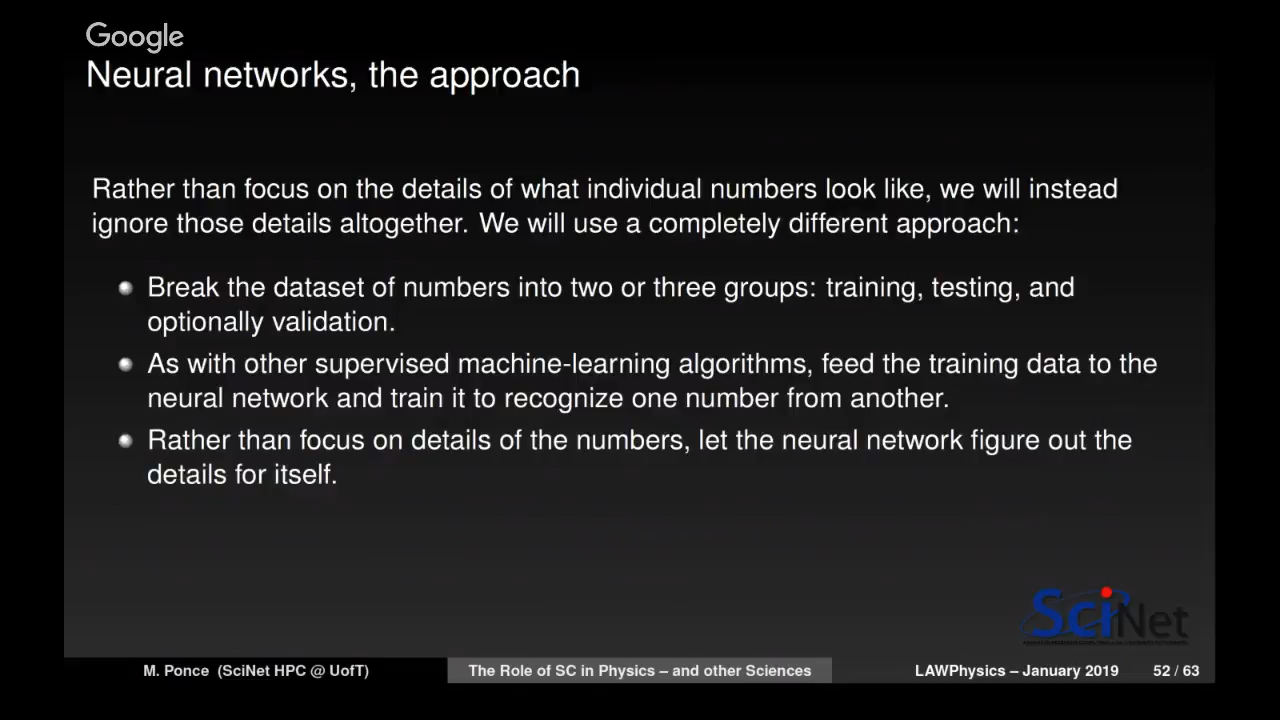 Google
Neural networks, the approach
Rather than focus on the details of what individual numbers look like, we will instead
ignore those details altogether. We will use a completely different approach:
Break the dataset of numbers into two or three groups: training, testing, and
optionally validation.
As with other supervised machine-learning algorithms, feed the training data to the
neural network and train it to recognize one number from another.
Rather than focus on details of the numbers, let the neural network figure out the
details for itself.
SciNet
M. Ponce (SciNet HPC @ UofT)
The Role of SC in Physics – and other Sciences
LAWPhysics – January 2019
52 / 63